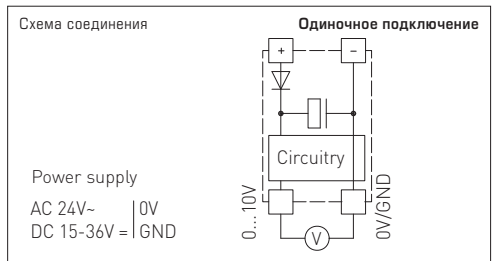 Схема соединения
Одиночное подключение
+ −
Circuitry
Power supply
AC 24V~ | 0V
DC 15-36V = | GND
0...10V
V
0V/GND